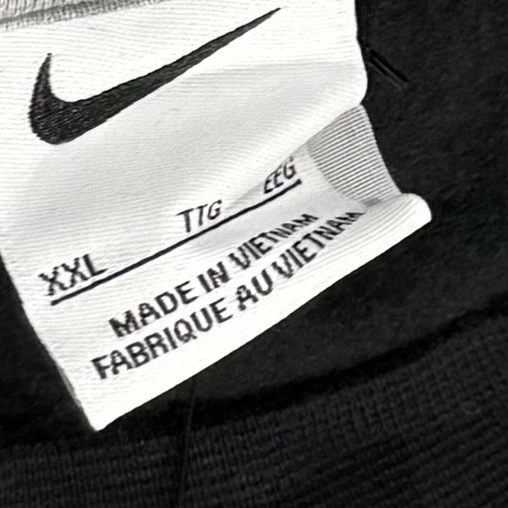 XXL TTG EEG
MADE IN VIETNAM
FABRIQUE AU VIETNAM